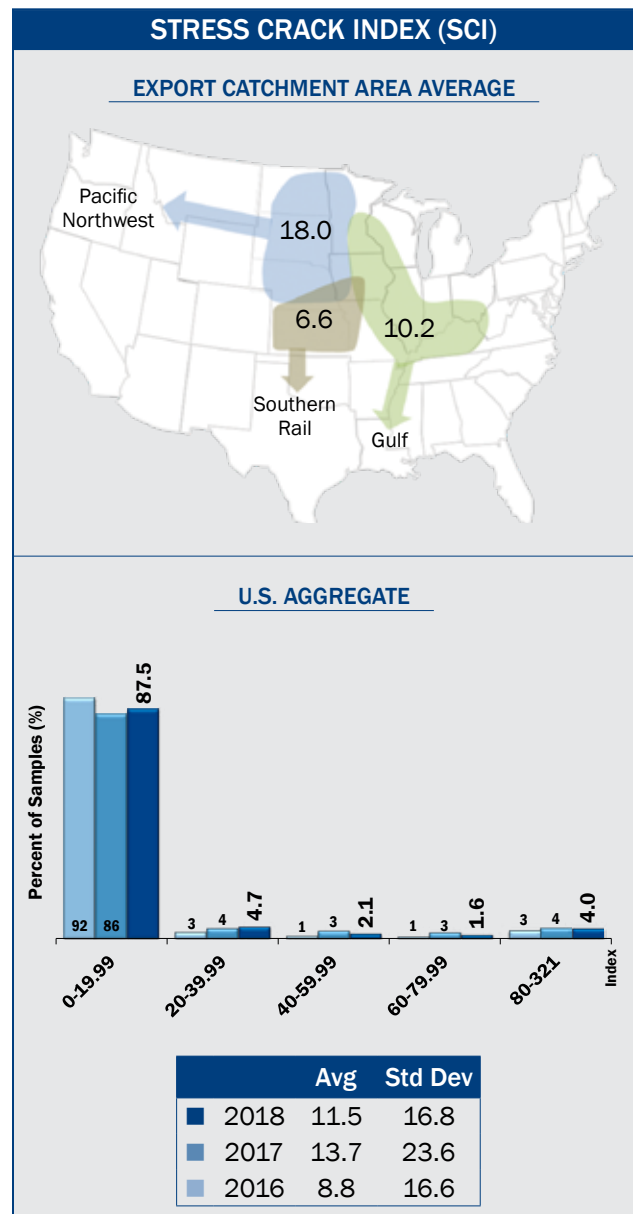 STRESS CRACK INDEX (SCI)
EXPORT CATCHMENT AREA AVERAGE
Pacific
Northwest
18.0
6.6
10.2
Southern
Rail
Gulf
U.S. AGGREGATE
Percent of Samples (%)
92 86 87.5
3 4 4.7
1 3 2.1
1 3 1.6
3 4 4.0
0-19.99 20-39.99 40-59.99 60-79.99 80-321
Index
Avg Std Dev
2018 11.5 16.8
2017 13.7 23.6
2016 8.8 16.6